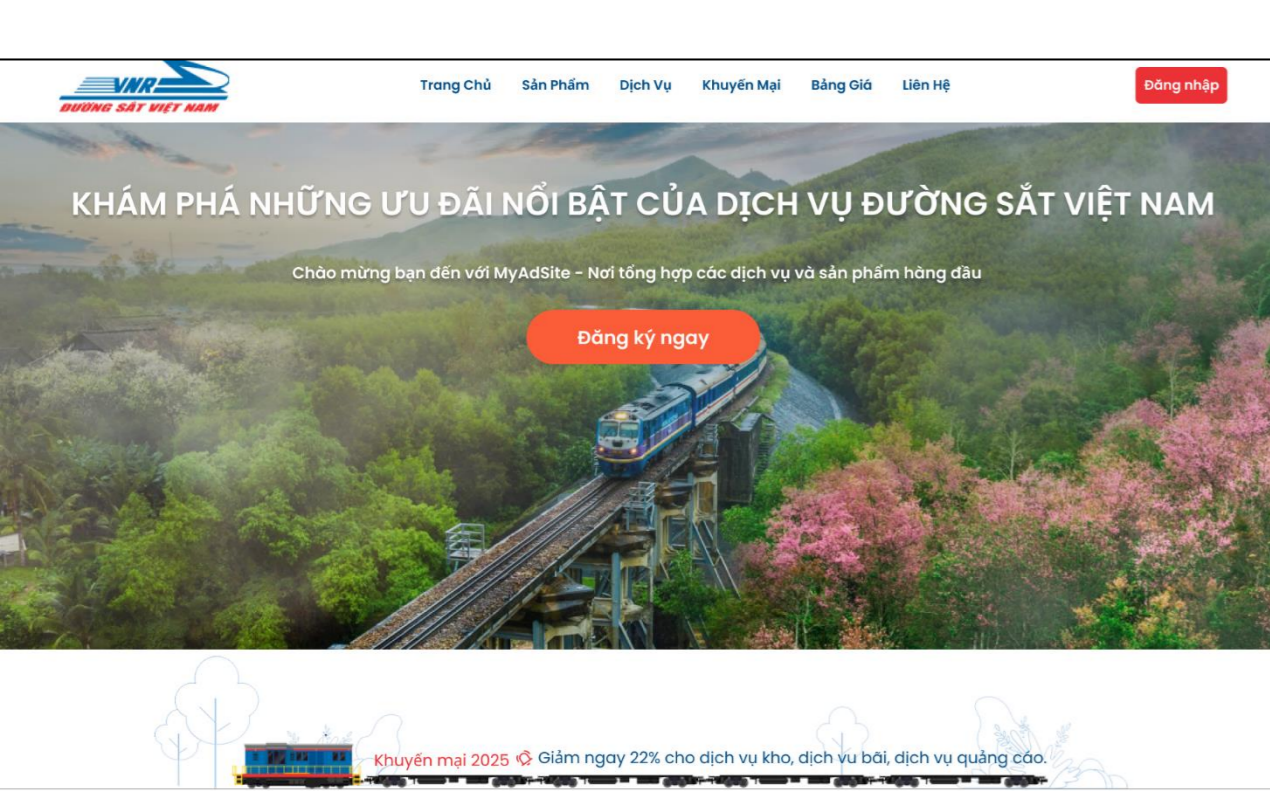 VNR
ĐƯỜNG SẮT VIỆT NAM
Trang Chủ Sản Phẩm Dịch Vụ Khuyến Mại Bảng Giá Liên Hệ Đăng nhập
KHÁM PHÁ NHỮNG ƯU ĐÃI NỔI BẬT CỦA DỊCH VỤ ĐƯỜNG SẮT VIỆT NAM
Chào mừng bạn đến với MyAdSite - Nơi tổng hợp các dịch vụ và sản phẩm hàng đầu
Đăng ký ngay
Khuyến mại 2025 Giảm ngay 22% cho dịch vụ kho, dịch vu bãi, dịch vụ quảng cáo.